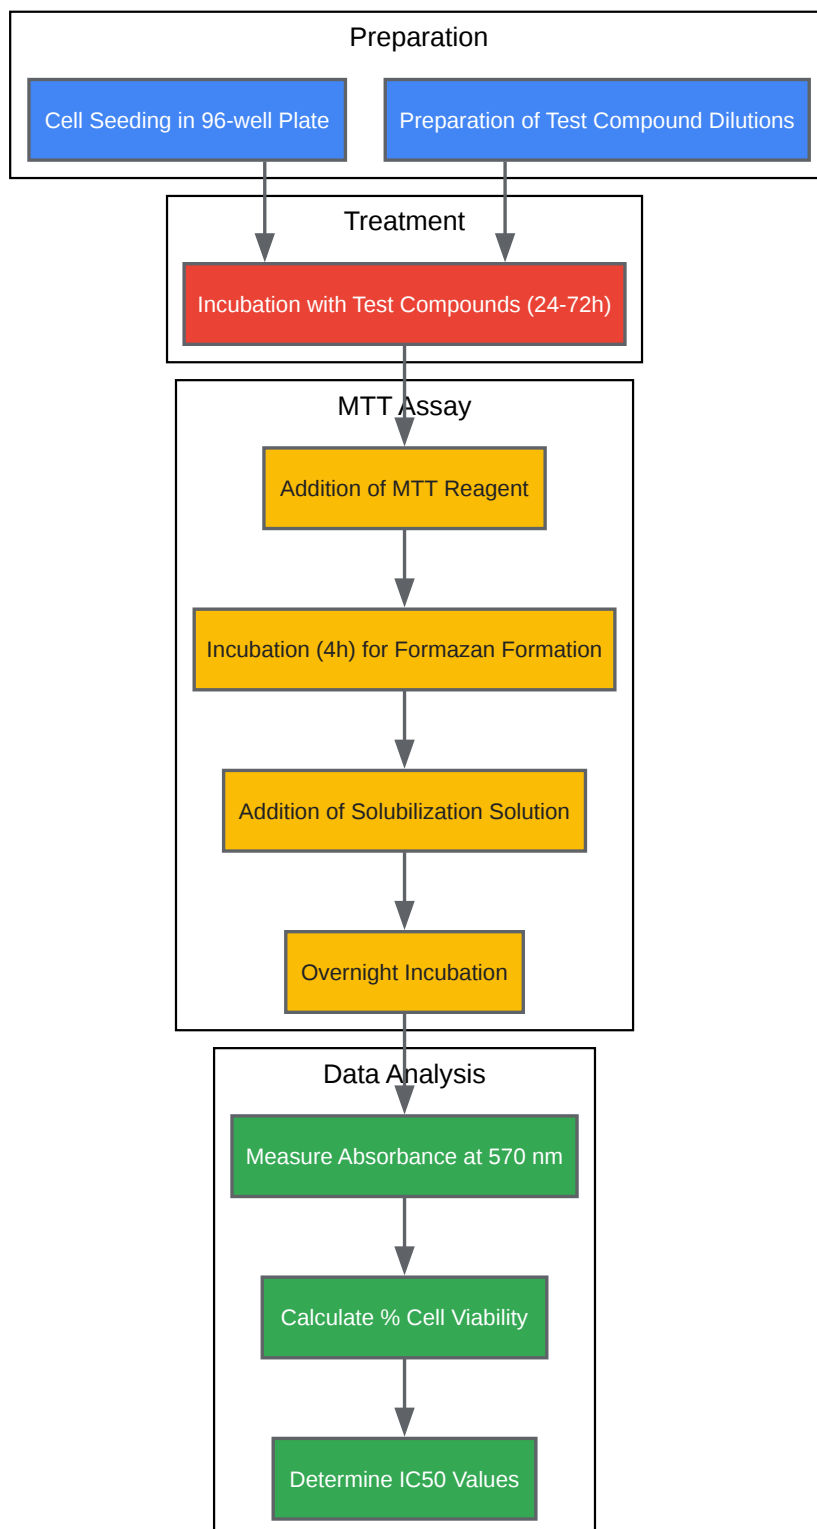 Preparation
Cell Seeding in 96-well Plate
Preparation of Test Compound Dilutions
Treatment
Incubation with Test Compounds (24-72h)
MTT Assay
Addition of MTT Reagent
Incubation (4h) for Formazan Formation
Addition of Solubilization Solution
Overnight Incubation
Data Analysis
Measure Absorbance at 570 nm
Calculate % Cell Viability
Determine IC50 Values